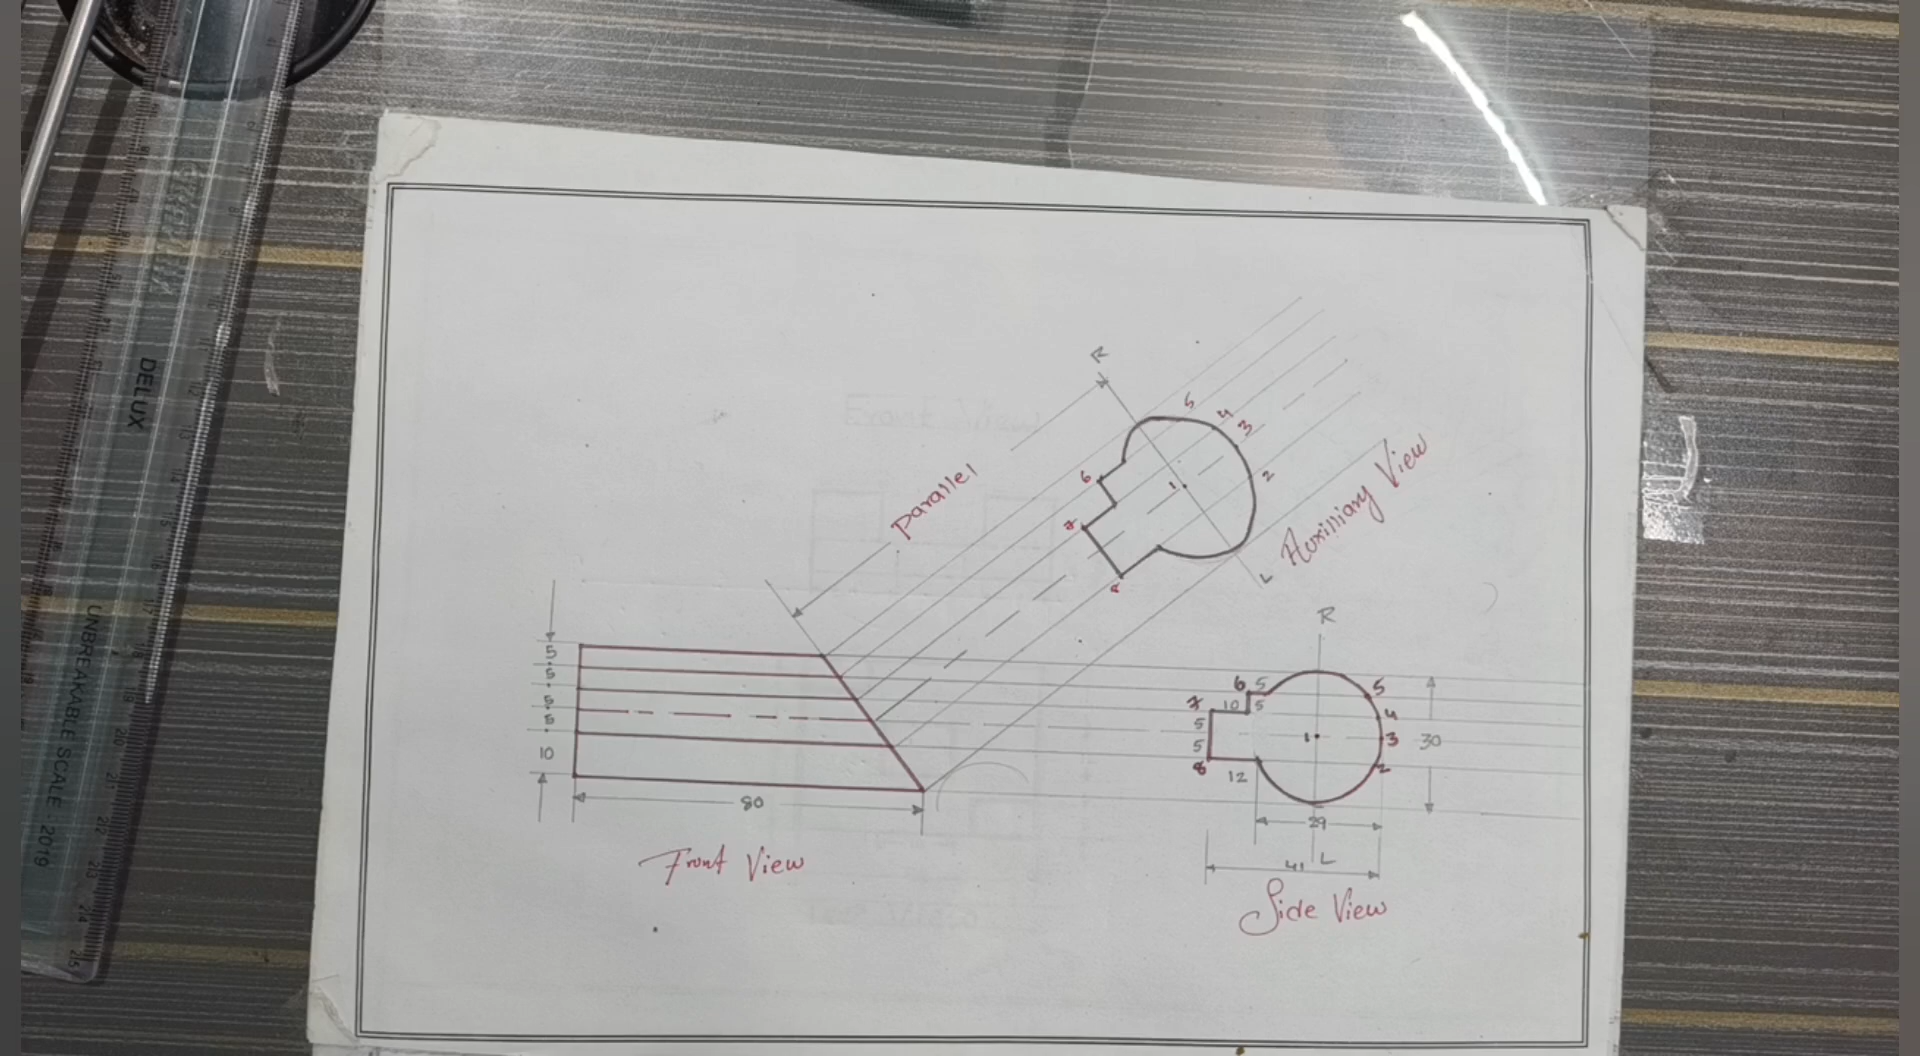 DELUX
UNBREAKABLE SCALE - 2019
R
Parallel
5
4
3
2
1
6
7
8
L
Auxilliary View
5
5
5
5
10
80
Front View
R
6 5
7 10 5
5
5
8
12
1
5
4
3
2
30
29
41 L
Side View